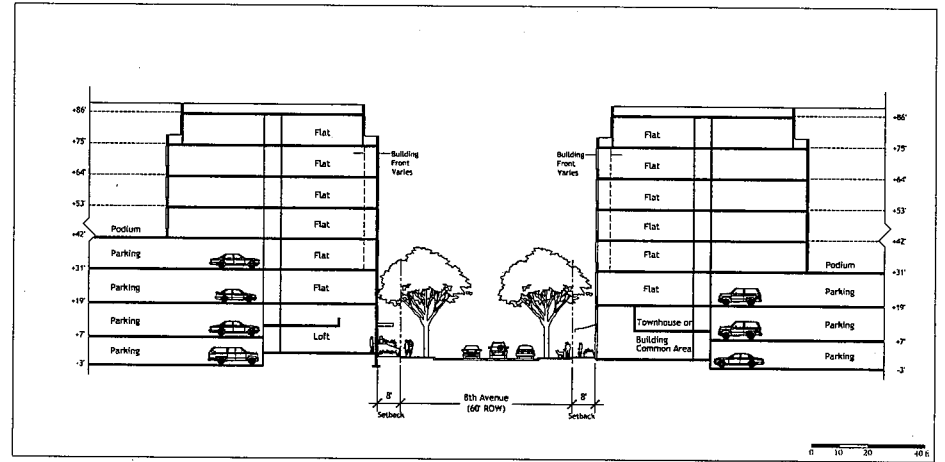 +86'
+75'
+64'
+53'
+42'
+31'
+19'
+7'
-3'
Podium
Parking
Parking
Parking
Parking
Flat
Flat
Flat
Flat
Flat
Flat
Loft
Building
Front
Varies
Building
Front
Varies
Flat
Flat
Flat
Flat
Flat
Flat
Townhouse or
Building
Common Area
Podium
Parking
Parking
Parking
+86'
+75'
+64'
+53'
+42'
+31'
+19'
+7'
-3'
8'
8th Avenue
(60' ROW)
8'
Setback
Setback
0 10 20 40 ft